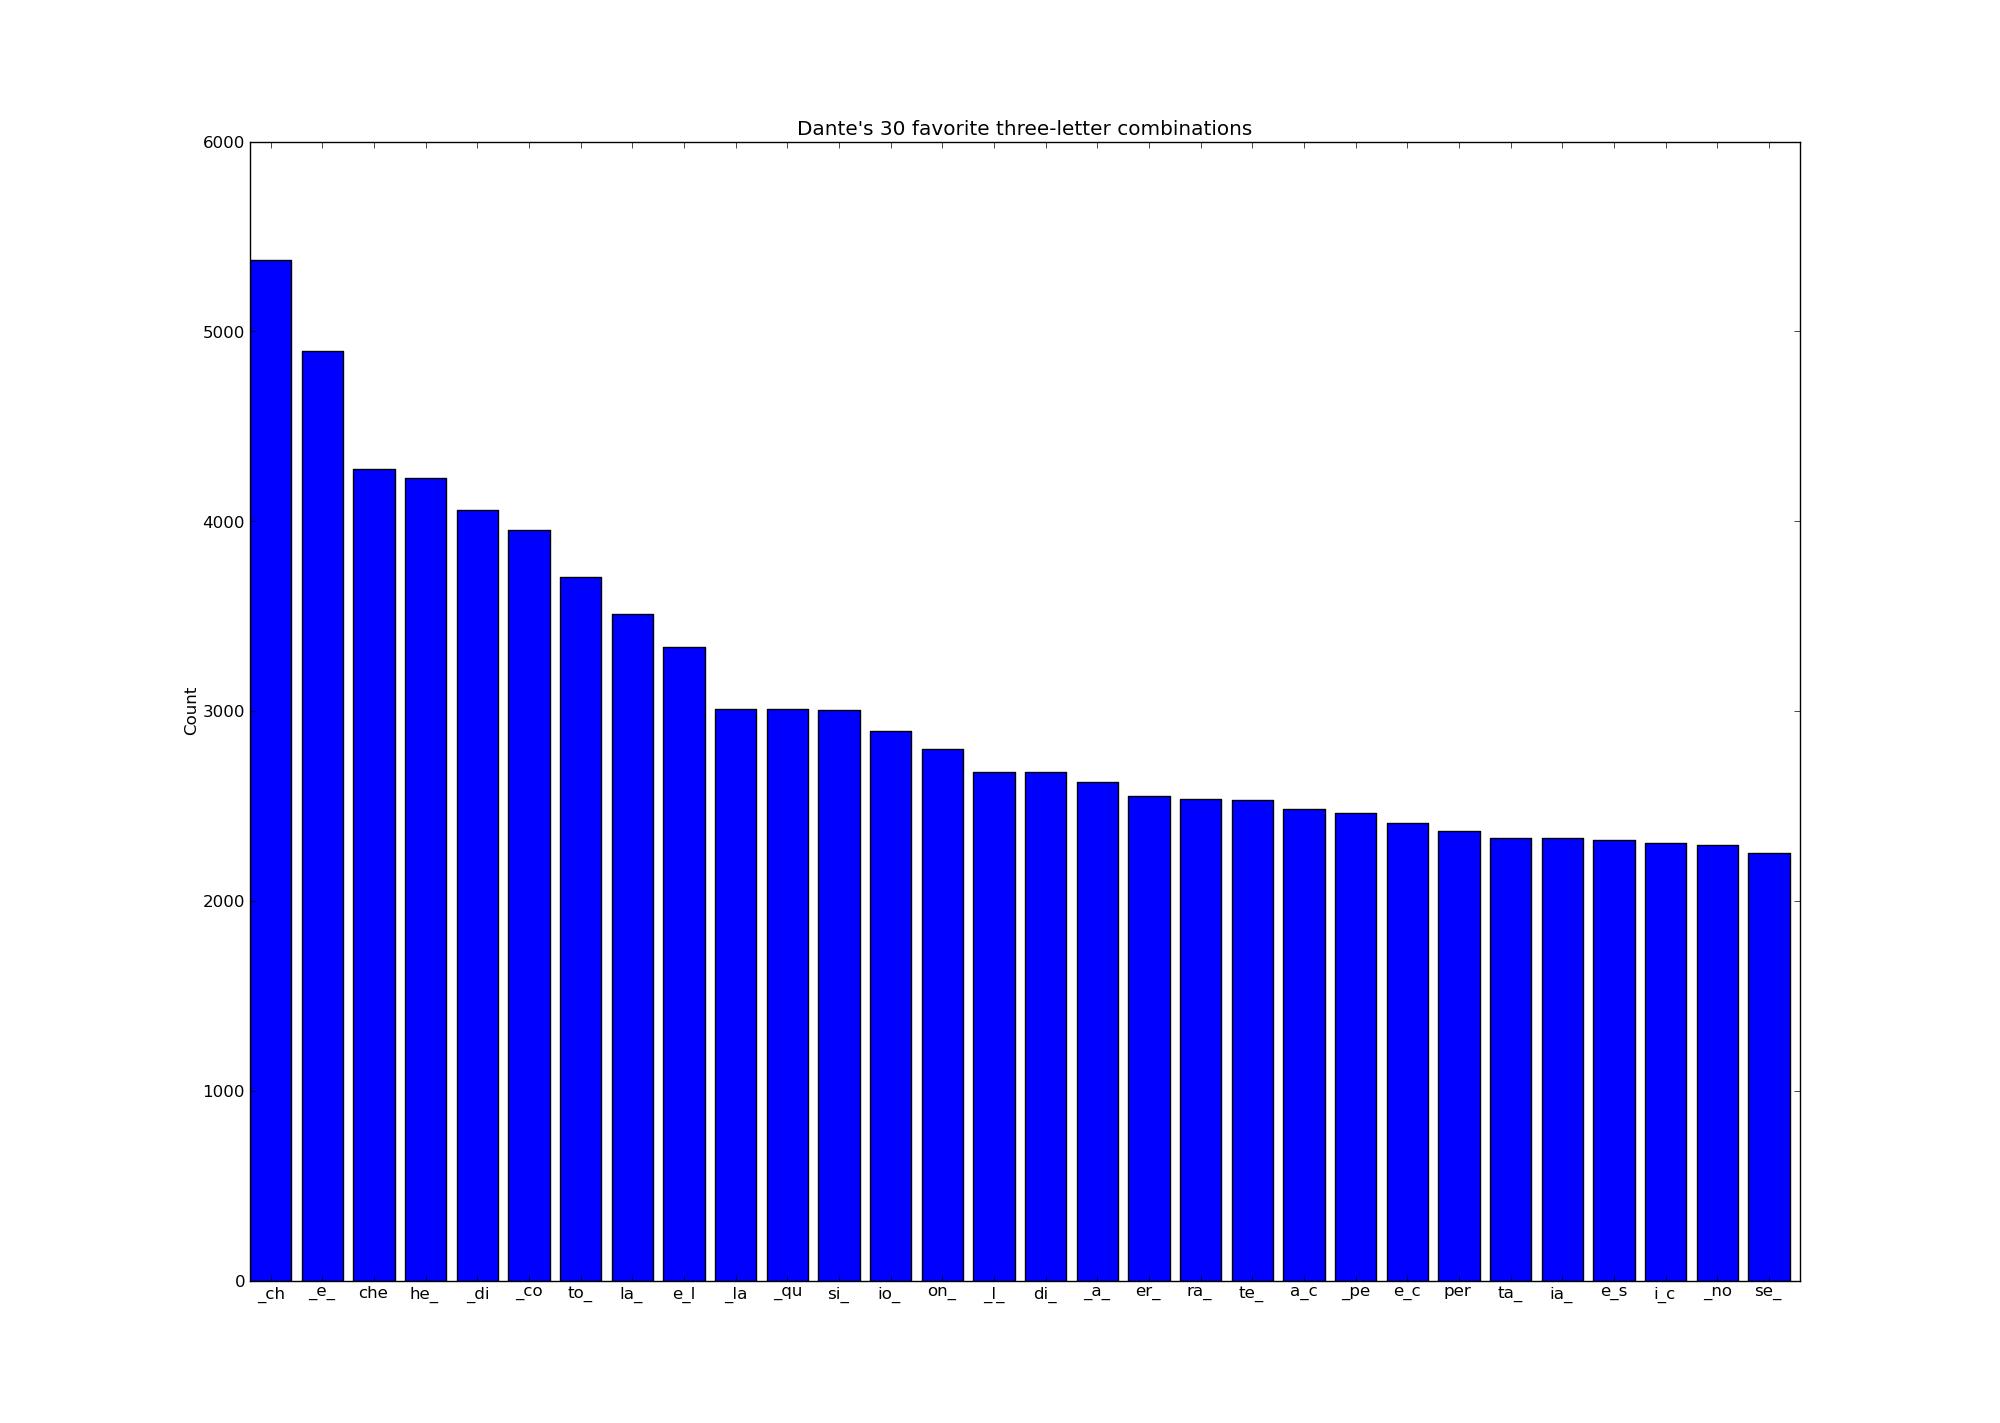 Dante's 30 favorite three-letter combinations
6000
5000
4000
3000
2000
1000
0
Count
_ch _e_ che he_ _di _co to_ la_ e_l _la _qu si_ io_ on_ _l_ di_ _a_ er_ ra_ te_ a_c _pe e_c per ta_ ia_ e_s i_c _no se_